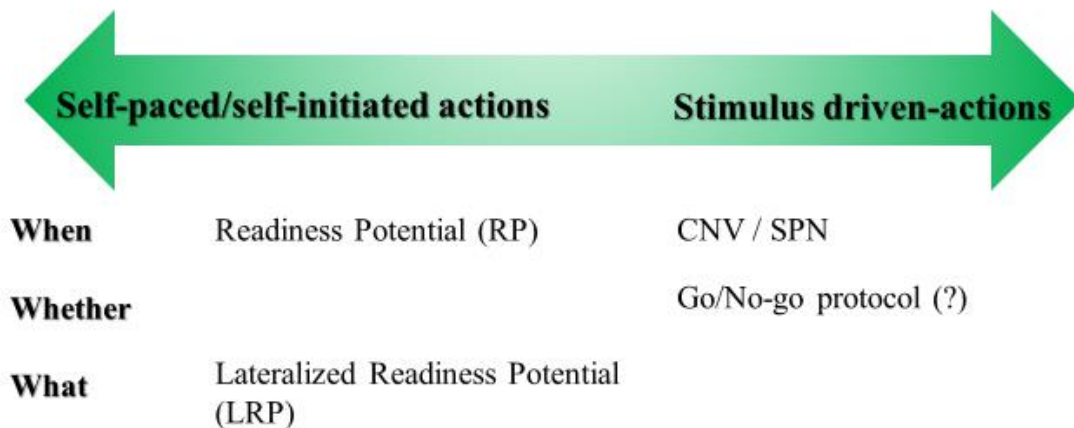 Self-paced/self-initiated actions Stimulus driven-actions
When Readiness Potential (RP) CNV / SPN
Whether Go/No-go protocol (?)
What Lateralized Readiness Potential
(LRP)